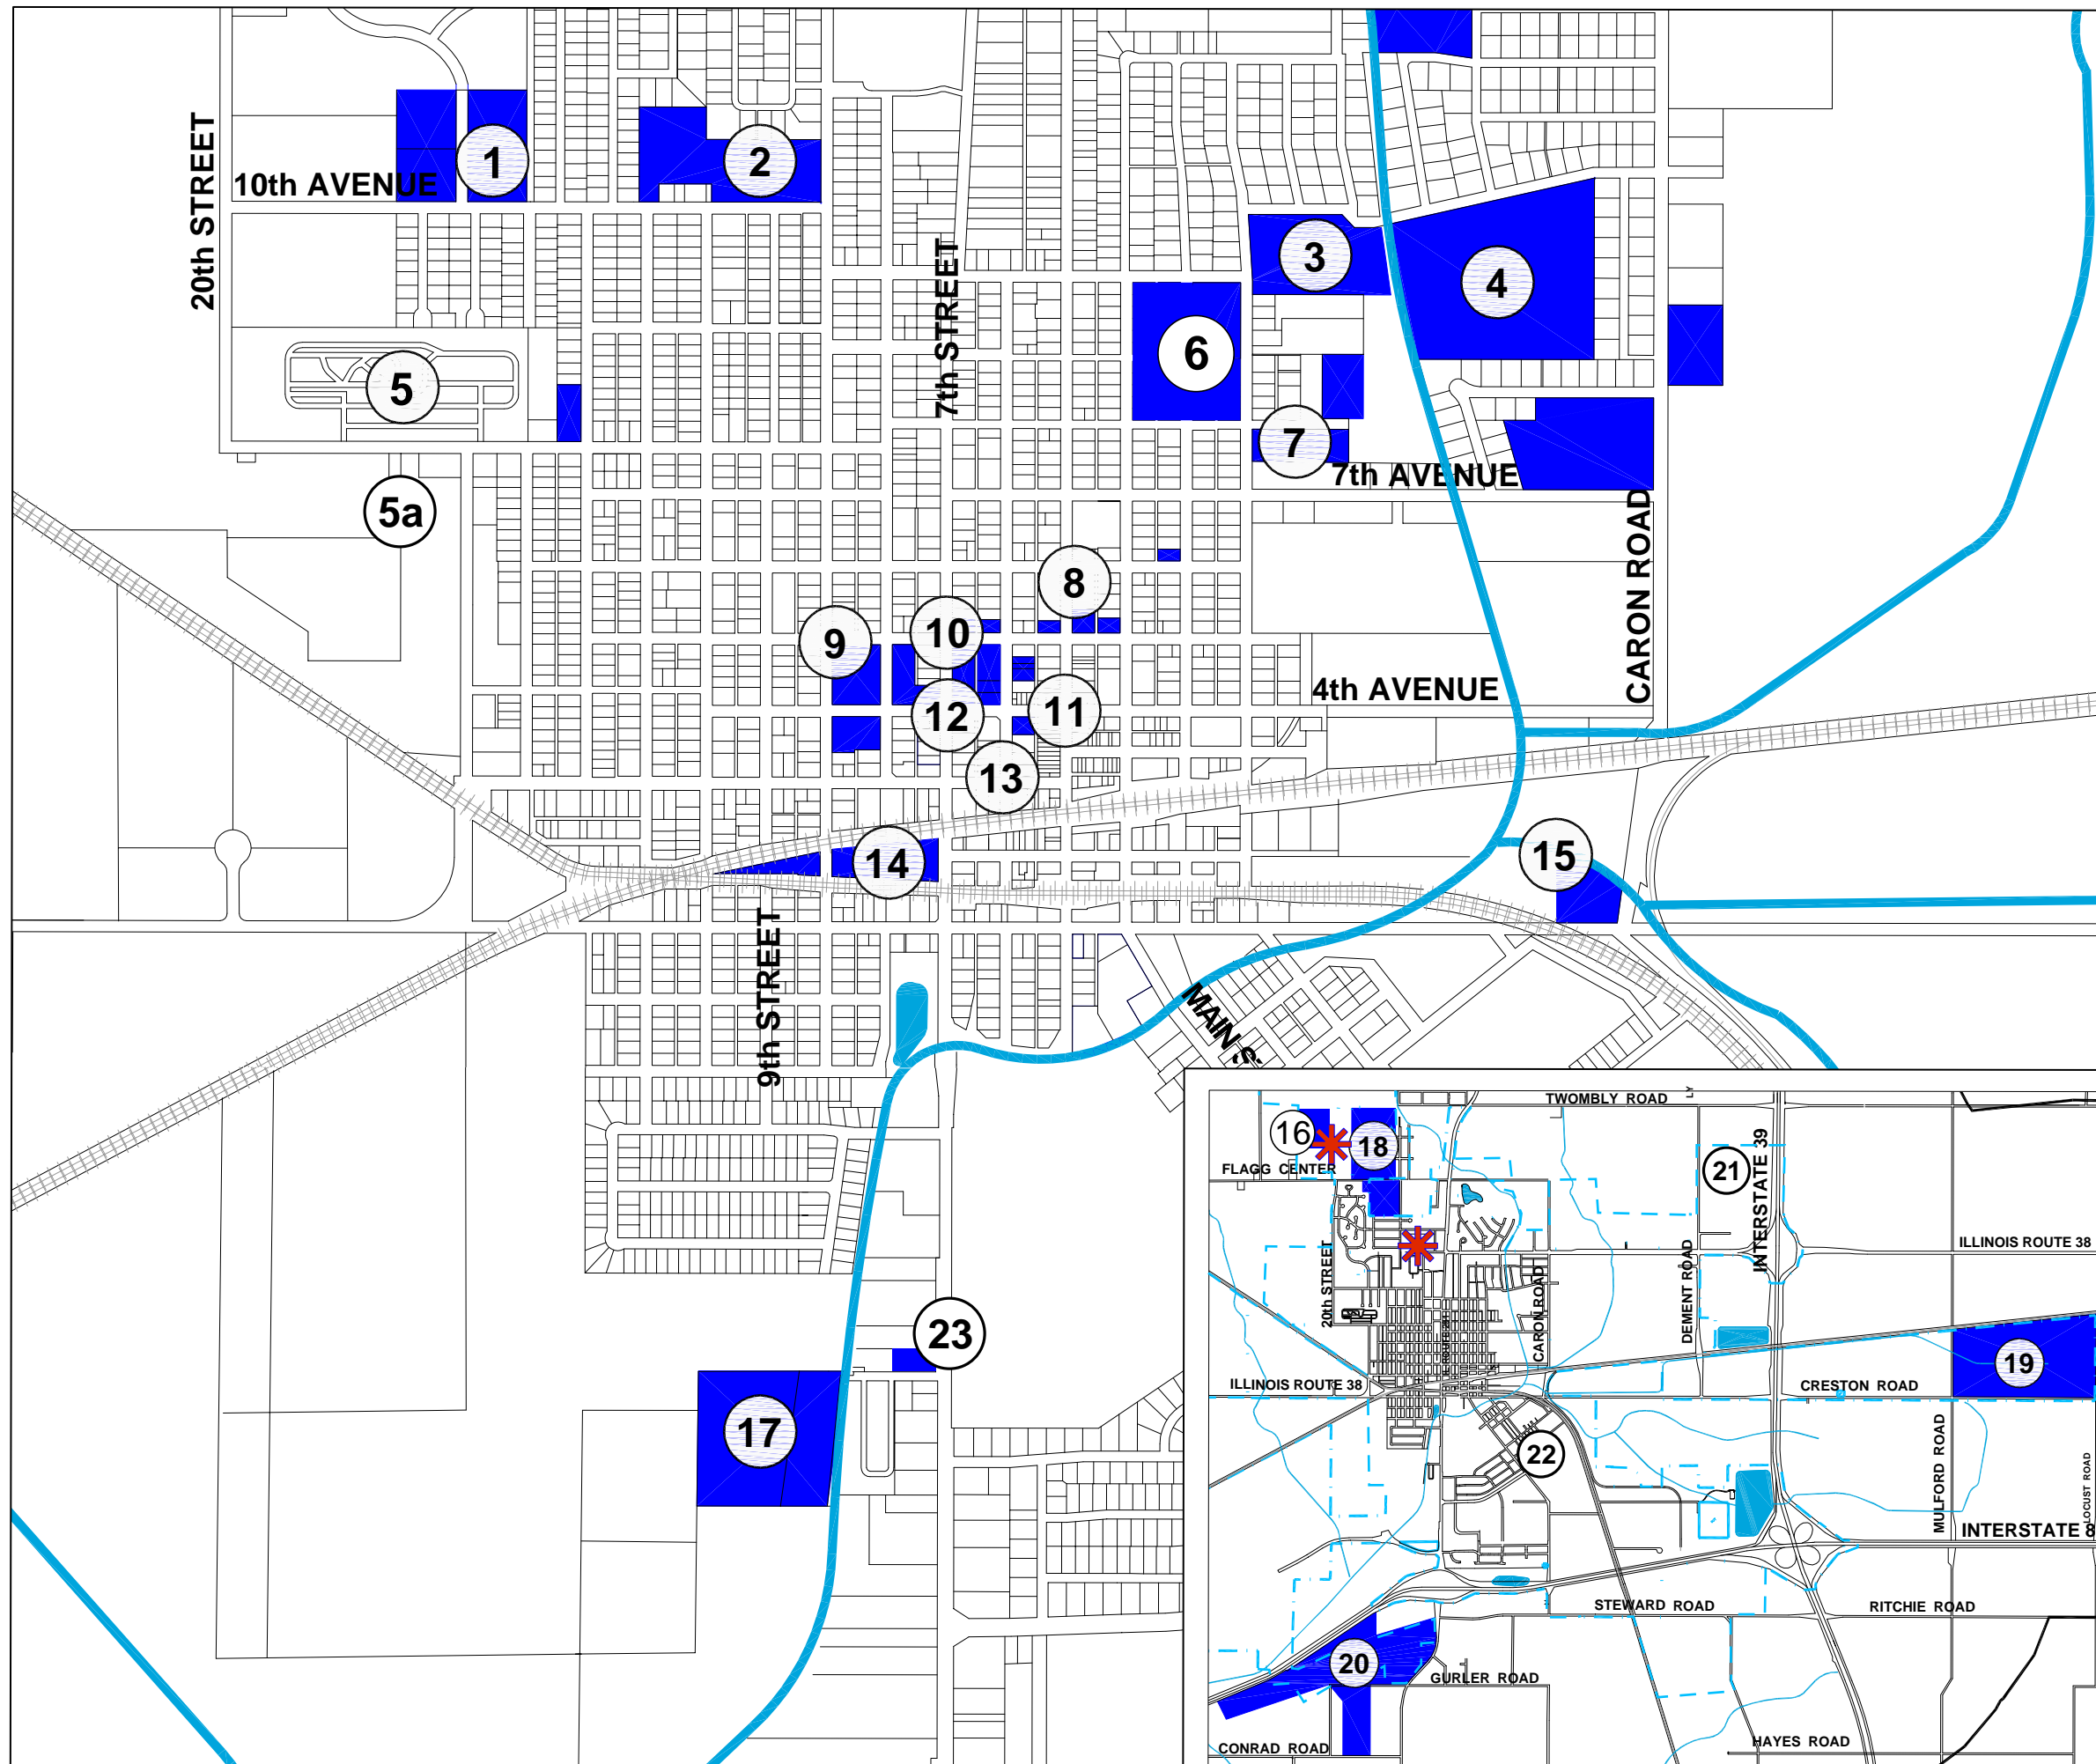 1
2
20th STREET
10th AVENUE
3
4
7th STREET
6
5
7
7th AVENUE
5a
CARON ROAD
8
9
10
4th AVENUE
11
12
13
14
15
9th STREET
MAIN
23
17
TWOMBLY ROAD
LY
16
18
FLAGG CENTER
21
INTERSTATE 39
20th STREET
CARON ROAD
DEMENT ROAD
ILLINOIS ROUTE 38
19
ILLINOIS ROUTE 38
CRESTON ROAD
22
MULFORD ROAD
LOCUST ROAD
INTERSTATE 8
STEWARD ROAD
RITCHIE ROAD
20
GURLER ROAD
CONRAD ROAD
HAYES ROAD